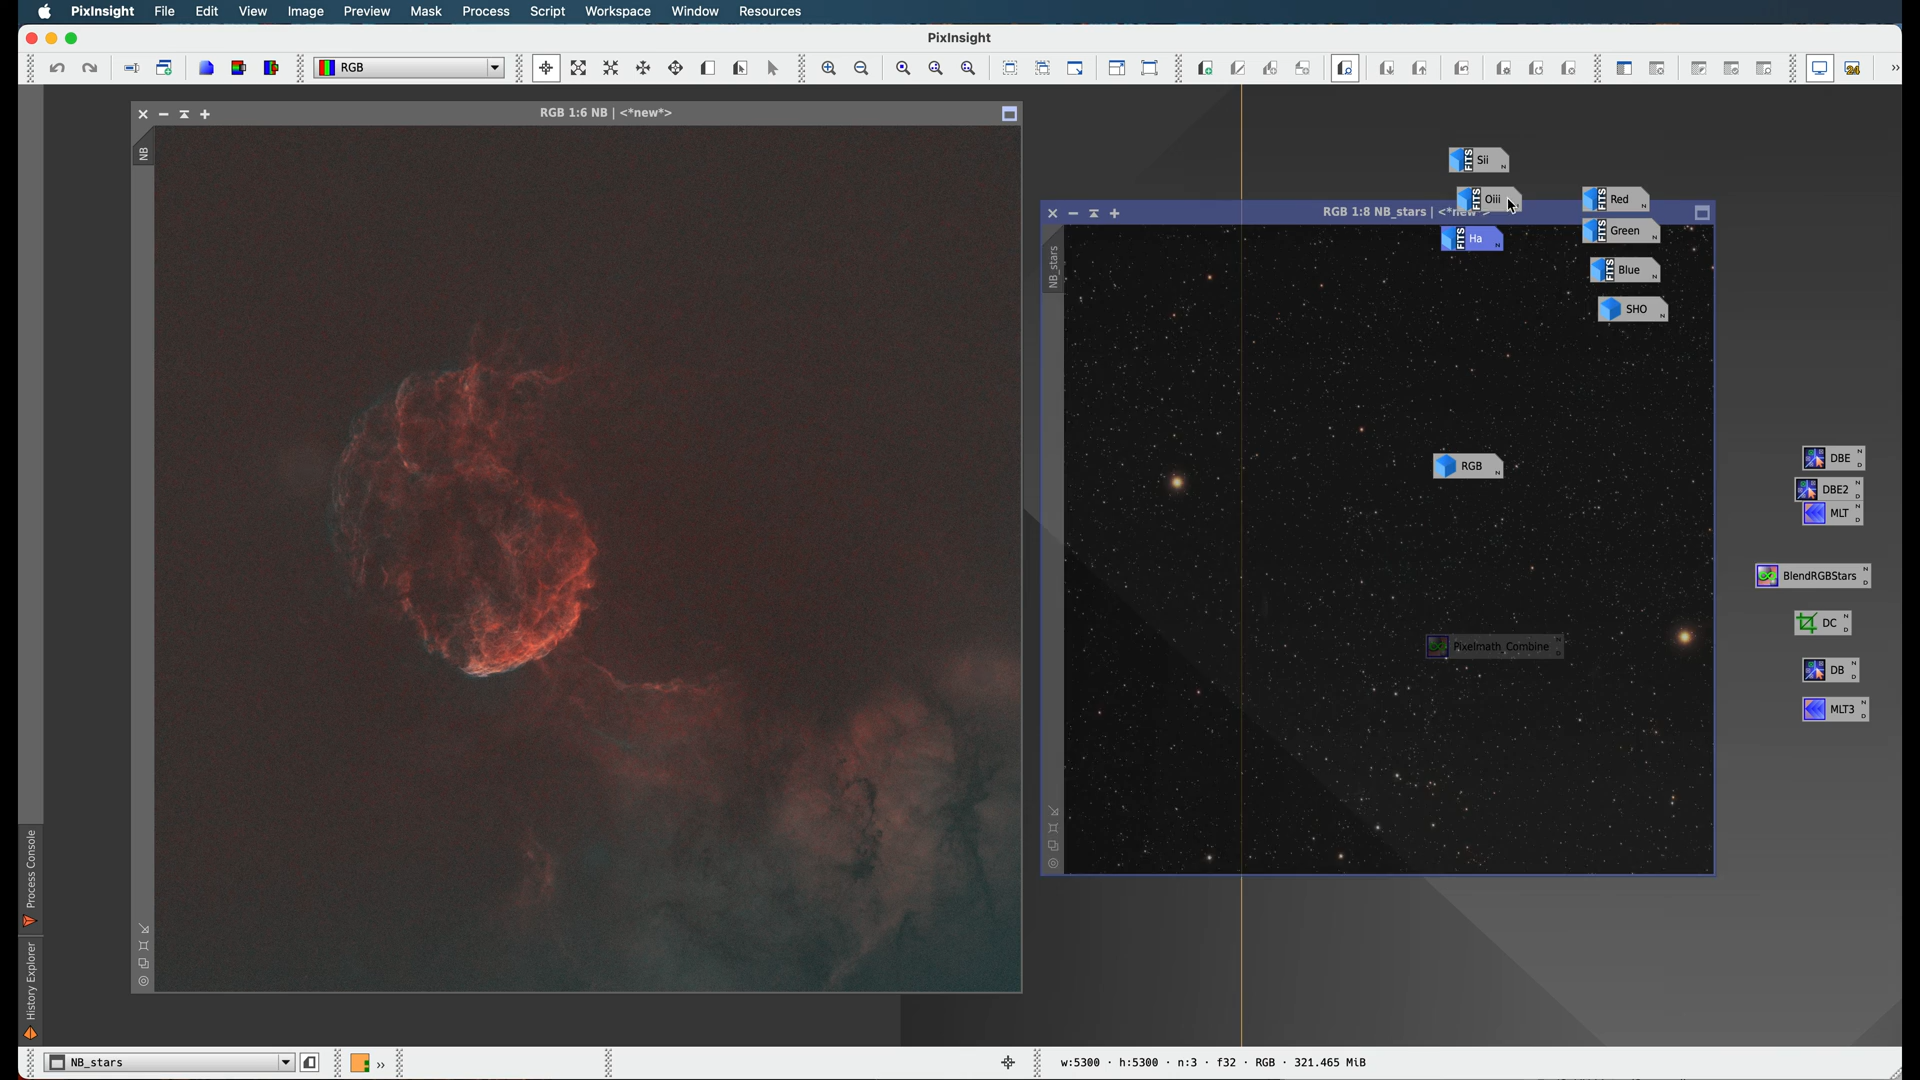 PixInsight File Edit View Image Preview Mask Process Script Workspace Window Resources
PixInsight
RGB
24
RGB 1:6 NB | <*new*>
NB
Sii
Oiii
Ha
Red
Green
Blue
SHO
RGB 1:8 NB_stars | <*new*>
NB_stars
RGB
Pixelmath_Combine
DBE
DBE2
MLT
BlendRGBStars
DC
DB
MLT3
Process Console
History Explorer
NB_stars
w:5300 · h:5300 · n:3 · f32 · RGB · 321.465 MiB